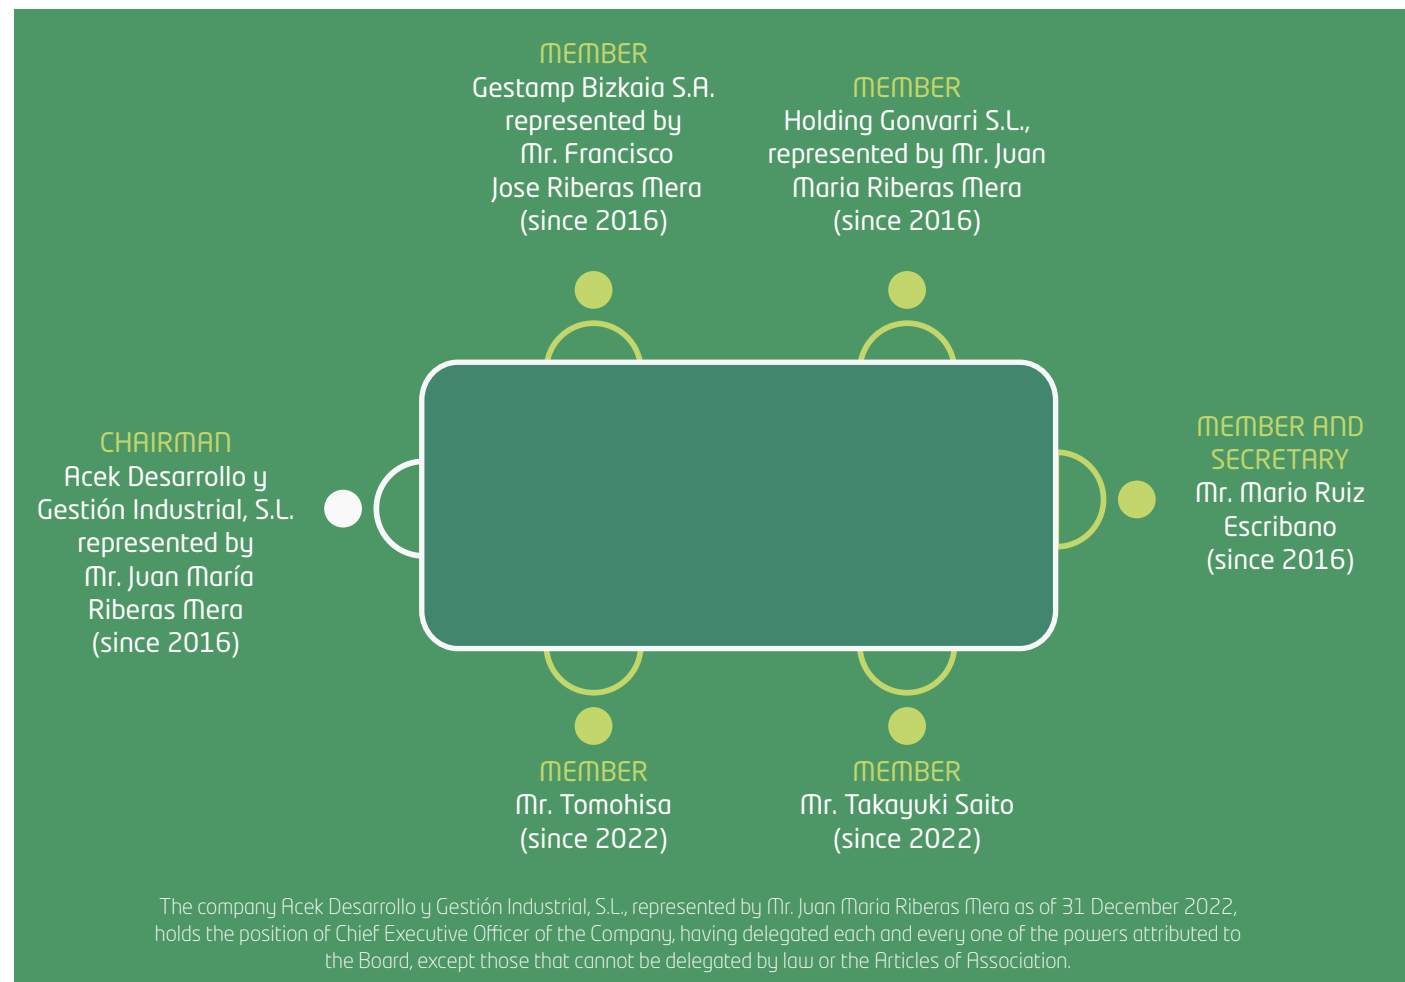 MEMBER
Gestamp Bizkaia S.A.
represented by
Mr. Francisco
Jose Riberas Mera
(since 2016)
MEMBER
Holding Gonvarri S.L.,
represented by Mr. Juan
Maria Riberas Mera
(since 2016)
CHAIRMAN
Acek Desarrollo y
Gestión Industrial, S.L.
represented by
Mr. Juan María
Riberas Mera
(since 2016)
MEMBER AND
SECRETARY
Mr. Mario Ruiz
Escribano
(since 2016)
MEMBER
Mr. Tomohisa
(since 2022)
MEMBER
Mr. Takayuki Saito
(since 2022)
The company Acek Desarrollo y Gestión Industrial, S.L., represented by Mr. Juan Maria Riberas Mera as of 31 December 2022,
holds the position of Chief Executive Officer of the Company, having delegated each and every one of the powers attributed to
the Board, except those that cannot be delegated by law or the Articles of Association.